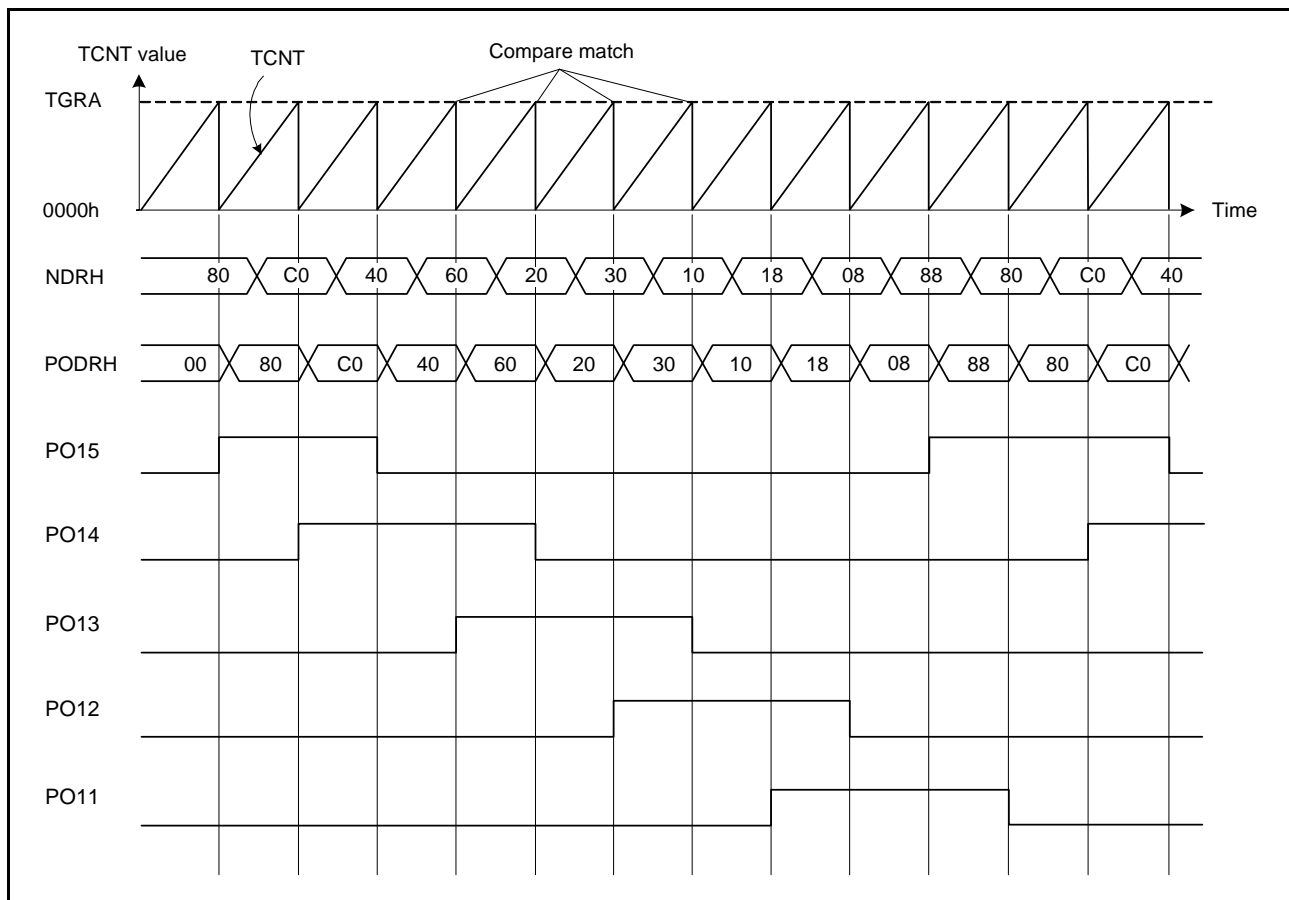 TCNT value TCNT Compare match
TGRA
0000h Time
NDRH 80 C0 40 60 20 30 10 18 08 88 80 C0 40
PODRH 00 80 C0 40 60 20 30 10 18 08 88 80 C0
PO15
PO14
PO13
PO12
PO11